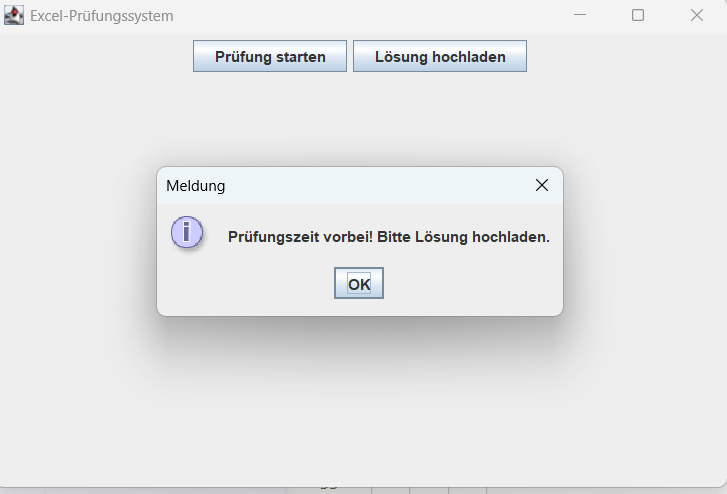 Excel-Prüfungssystem
Prüfung starten Lösung hochladen
Meldung
i Prüfungszeit vorbei! Bitte Lösung hochladen.
OK